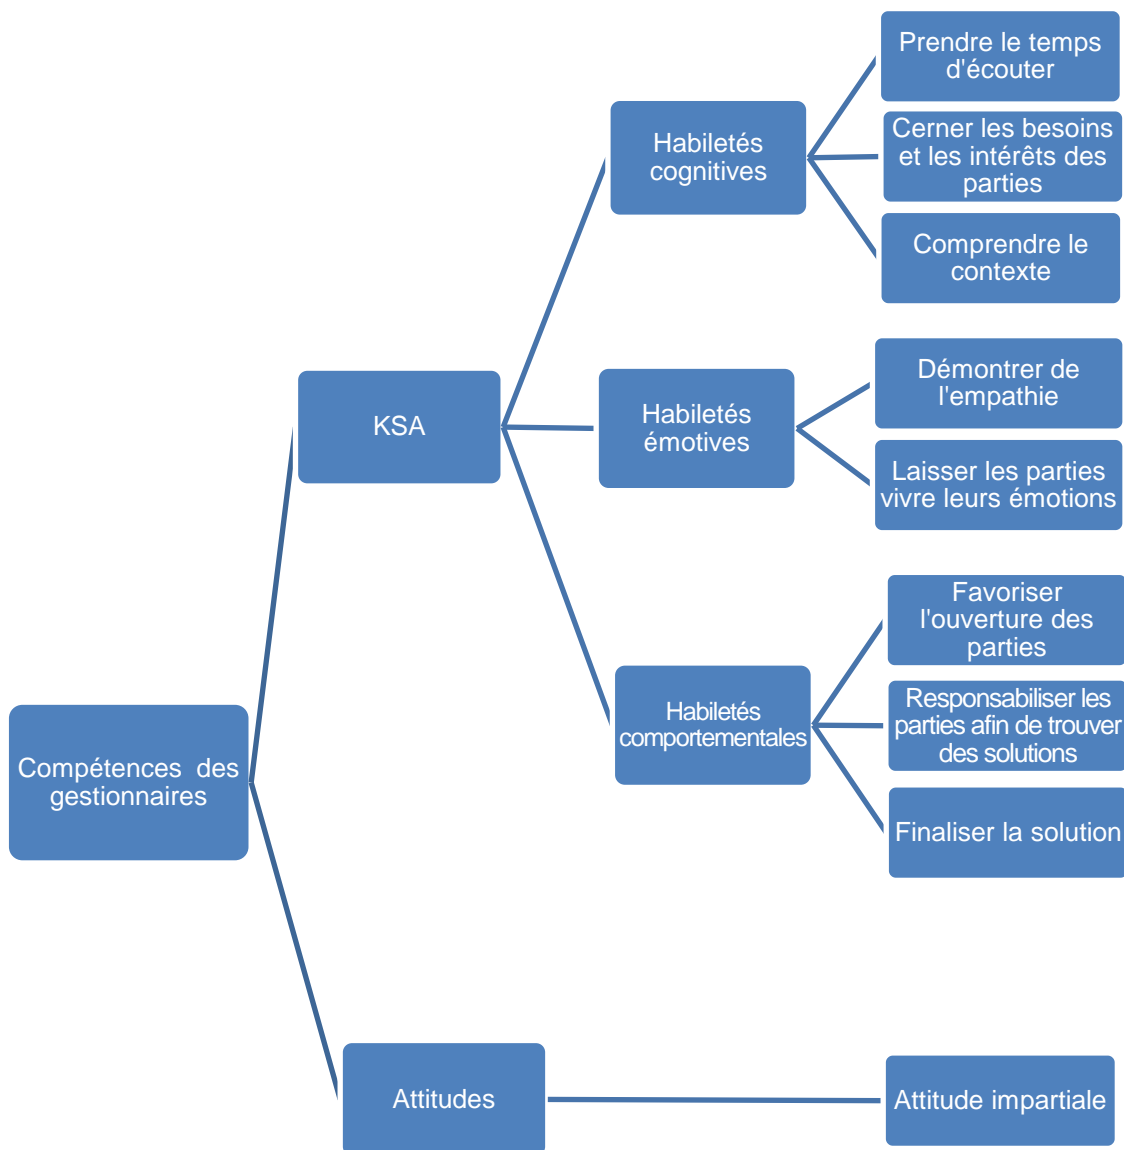 Prendre le temps
d'écouter
Habiletés
cognitives
Cerner les besoins
et les intérêts des
parties
Comprendre le
contexte
KSA
Habiletés
émotives
Démontrer de
l'empathie
Laisser les parties
vivre leurs émotions
Favoriser
l'ouverture des
parties
Habiletés
comportementales
Responsabiliser les
parties afin de trouver
des solutions
Finaliser la solution
Compétences des
gestionnaires
Attitudes
Attitude impartiale